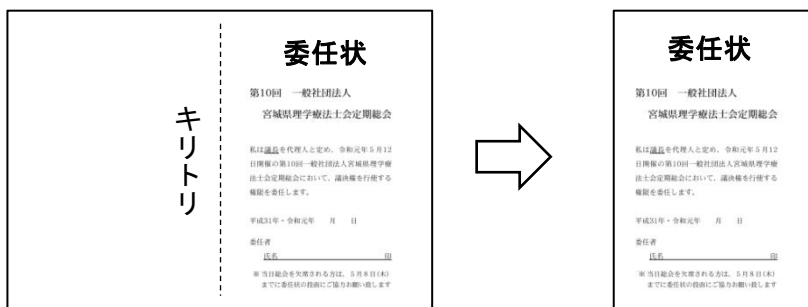 キリトリ
委任状
第10回 一般社団法人
宮城県理学療法士会定期総会
私は議長を代理人と定め、令和元年5月12
日開催の第10回一般社団法人宮城県理学療
法士会定期総会において、議決権を行使する
権限を委任します。
平成31年・令和元年 月 日
委任者
氏名 印
※ 当日総会を欠席される方は、5月8日(木)
までに委任状の投函にご協力お願い致します
委任状
第10回 一般社団法人
宮城県理学療法士会定期総会
私は議長を代理人と定め、令和元年5月12
日開催の第10回一般社団法人宮城県理学療
法士会定期総会において、議決権を行使する
権限を委任します。
平成31年・令和元年 月 日
委任者
氏名 印
※ 当日総会を欠席される方は、5月8日(木)
までに委任状の投函にご協力お願い致します